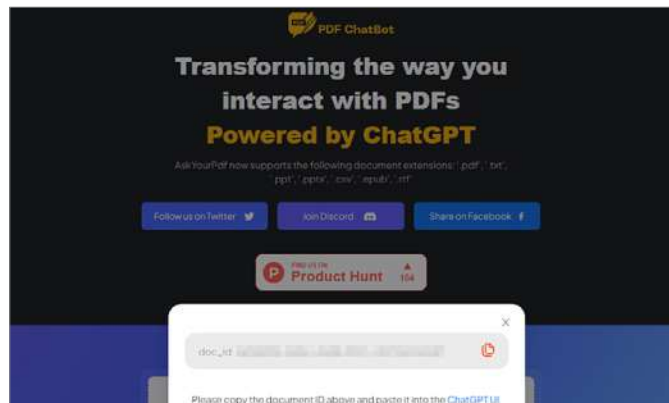 PDF ChatBot
Transforming the way you
interact with PDFs
Powered by ChatGPT
AskYourPdf now supports the following document extensions: '.pdf', '.txt',
'.ppt', '.pptx', '.csv', '.epub', '.rtf'
Follow us on Twitter
Join Discord
Share on Facebook
FIND US ON
Product Hunt
164
doc_id
Please copy the document ID above and paste it into the ChatGPT UI